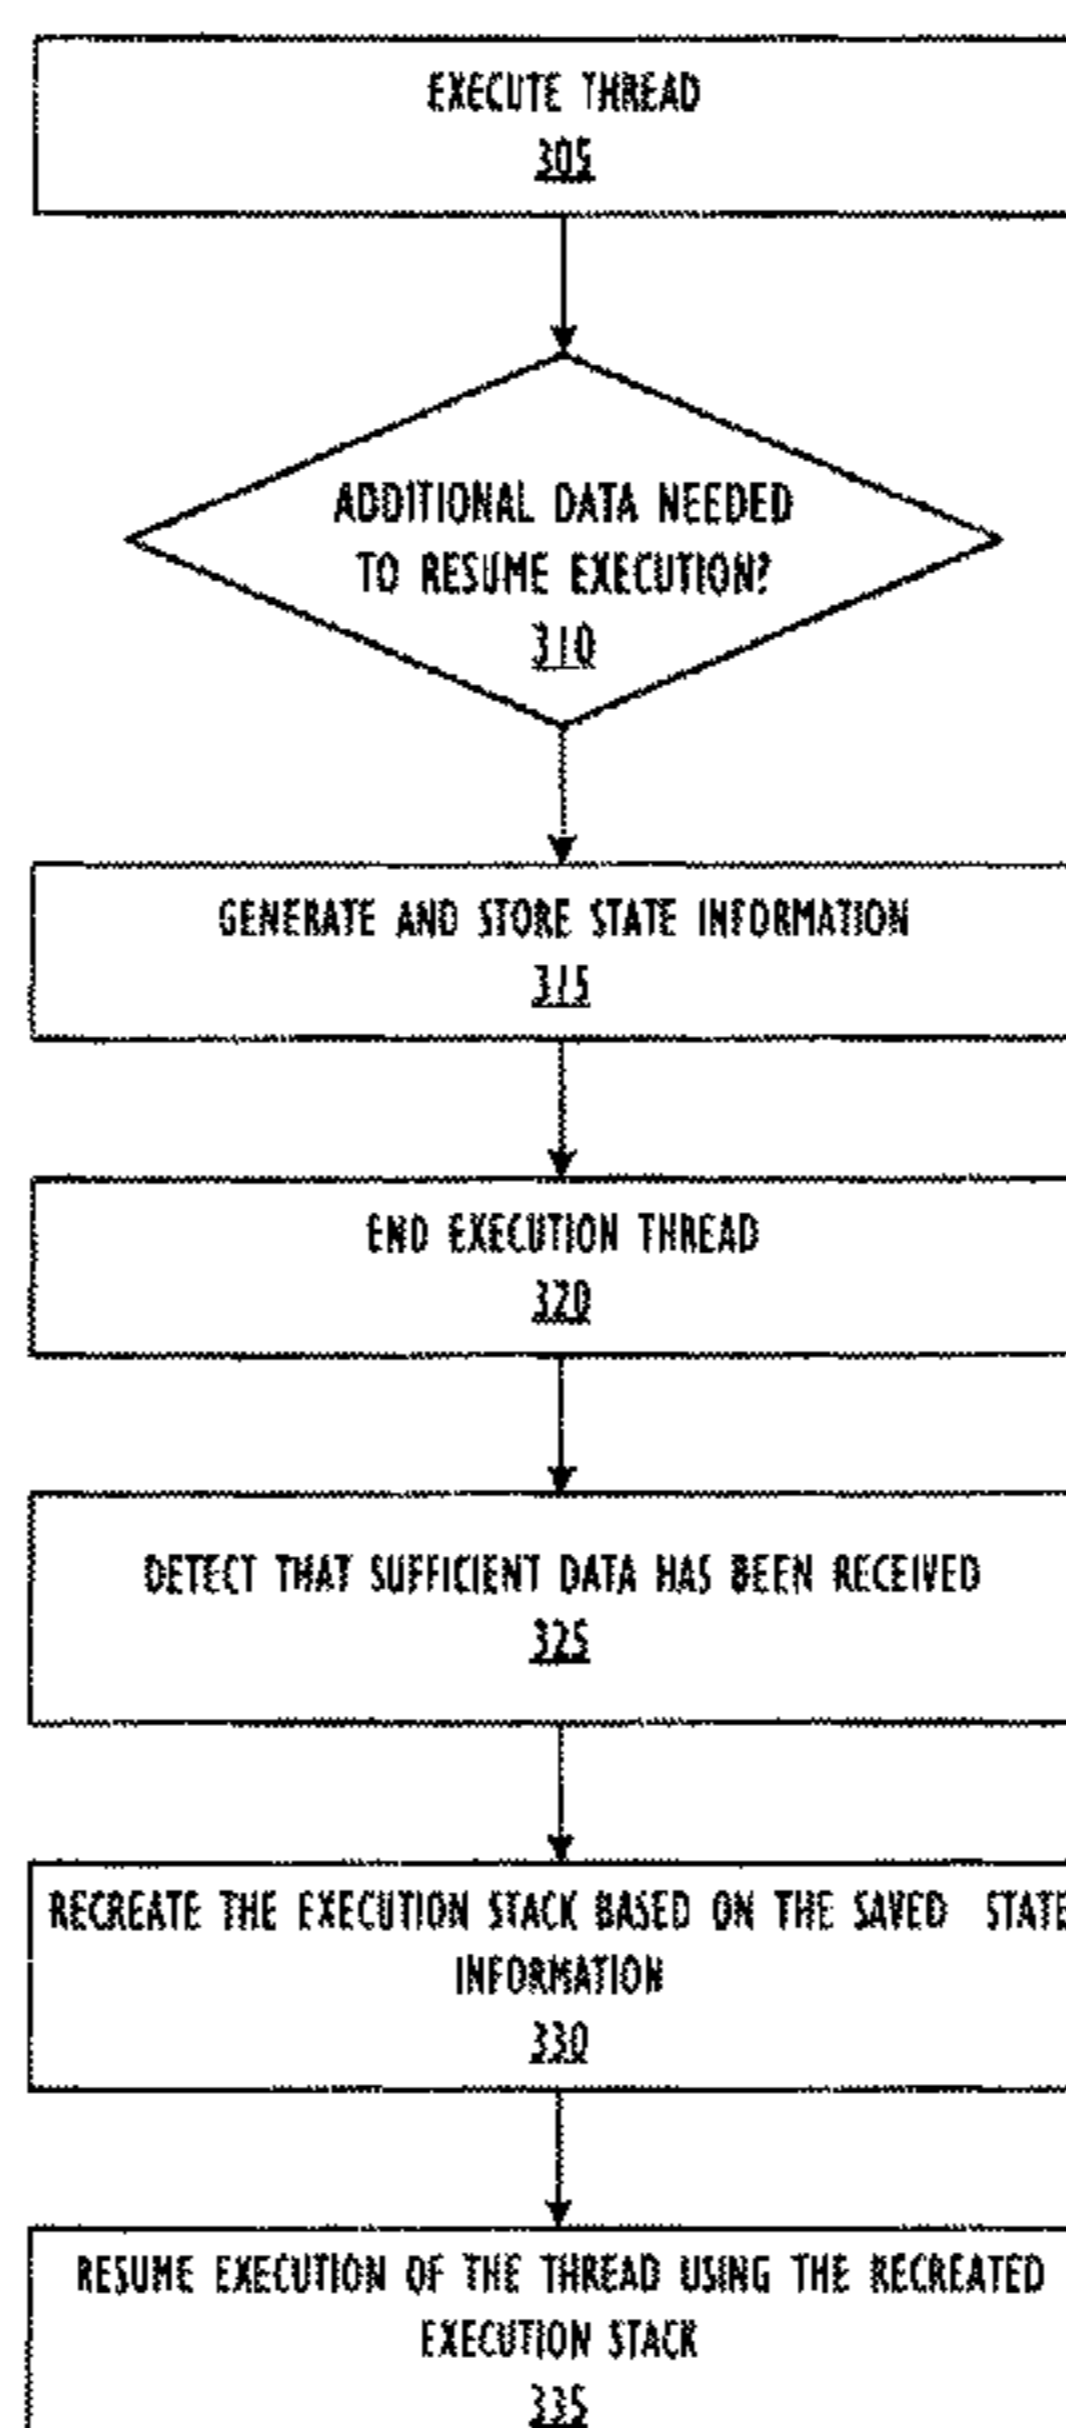 EXECUTE THREAD
305
ADDITIONAL DATA NEEDED
TO RESUME EXECUTION?
310
GENERATE AND STORE STATE INFORMATION
315
END EXECUTION THREAD
320
DETECT THAT SUFFICIENT DATA HAS BEEN RECEIVED
325
RECREATE THE EXECUTION STACK BASED ON THE SAVED STATE
INFORMATION
330
RESUME EXECUTION OF THE THREAD USING THE RECREATED
EXECUTION STACK
335